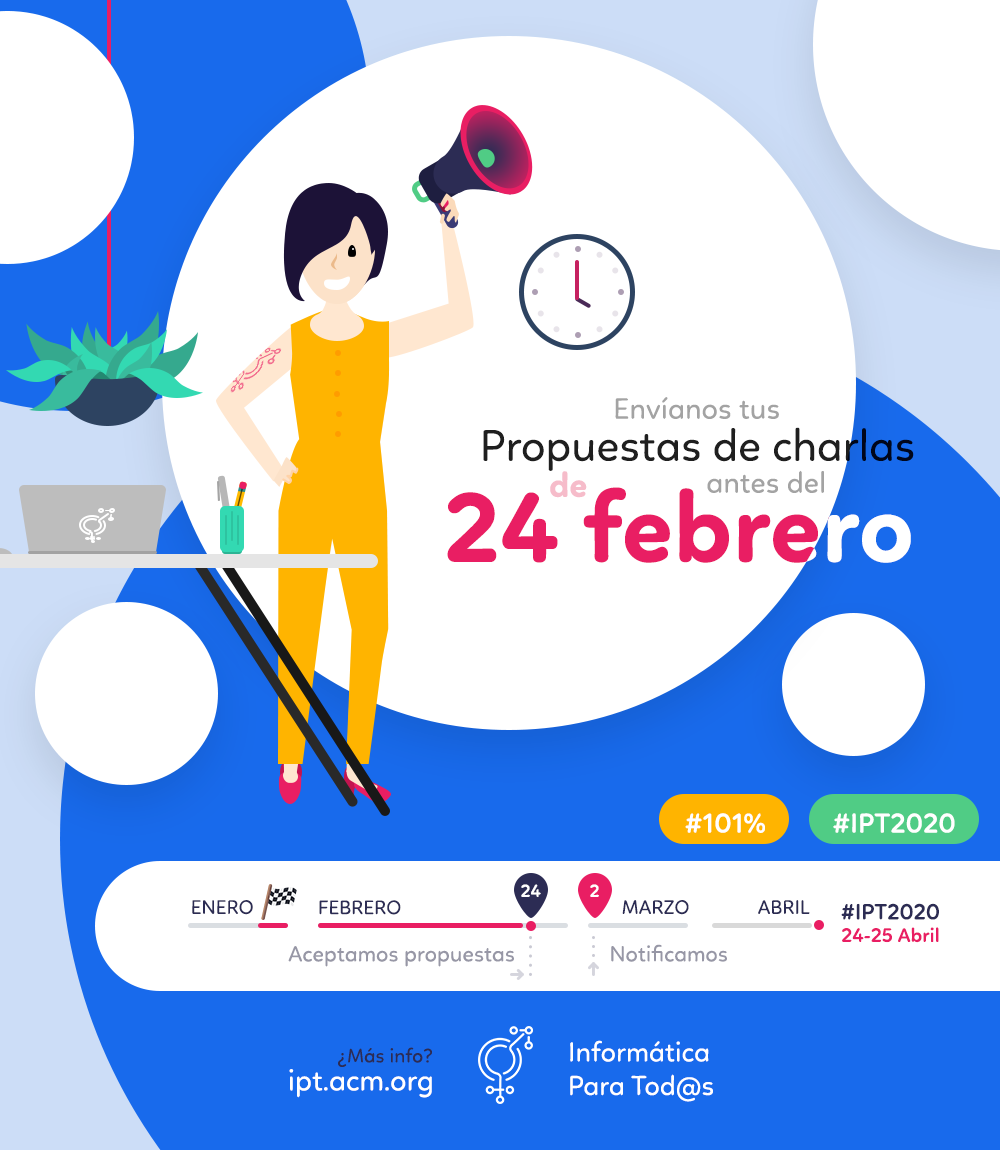 Envíanos tus
Propuestas de charlas
antes del
24 de febrero
#101%
#IPT2020
ENERO
FEBRERO
24
2
MARZO
ABRIL
#IPT2020
24-25 Abril
Aceptamos propuestas
Notificamos
¿Más info?
ipt.acm.org
Informática
Para Tod@s